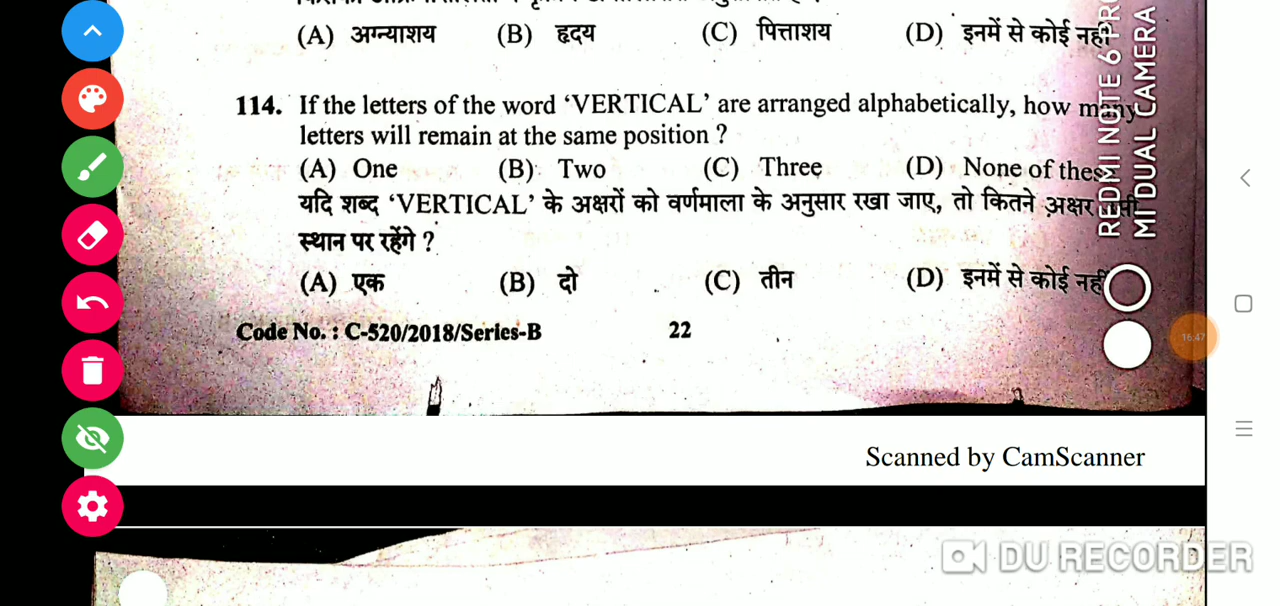 (A) अग्न्याशय (B) हृदय (C) पित्ताशय (D) इनमें से कोई नहीं
114. If the letters of the word ‘VERTICAL’ are arranged alphabetically, how many
letters will remain at the same position ?
(A) One (B) Two (C) Three (D) None of these
यदि शब्द ‘VERTICAL’ के अक्षरों को वर्णमाला के अनुसार रखा जाए, तो कितने अक्षर
स्थान पर रहेंगे ?
(A) एक (B) दो (C) तीन (D) इनमें से कोई नहीं
Code No. : C-520/2018/Series-B 22
REDMI NOTE 6 PRO
MI DUAL CAMERA
16:47
Scanned by CamScanner
DU RECORDER